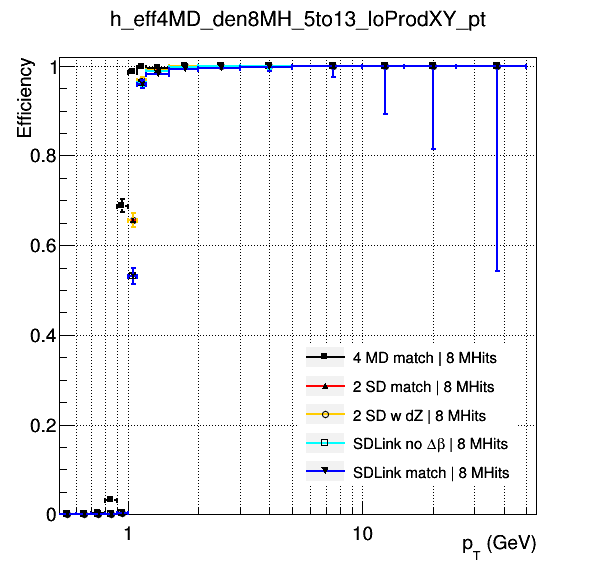 h_eff4MD_den8MH_5to13_loProdXY_pt
Efficiency
1
0.8
0.6
0.4
0.2
0
4 MD match | 8 MHits
2 SD match | 8 MHits
2 SD w dZ | 8 MHits
SDLink no Δβ | 8 MHits
SDLink match | 8 MHits
1
10
p_T (GeV)